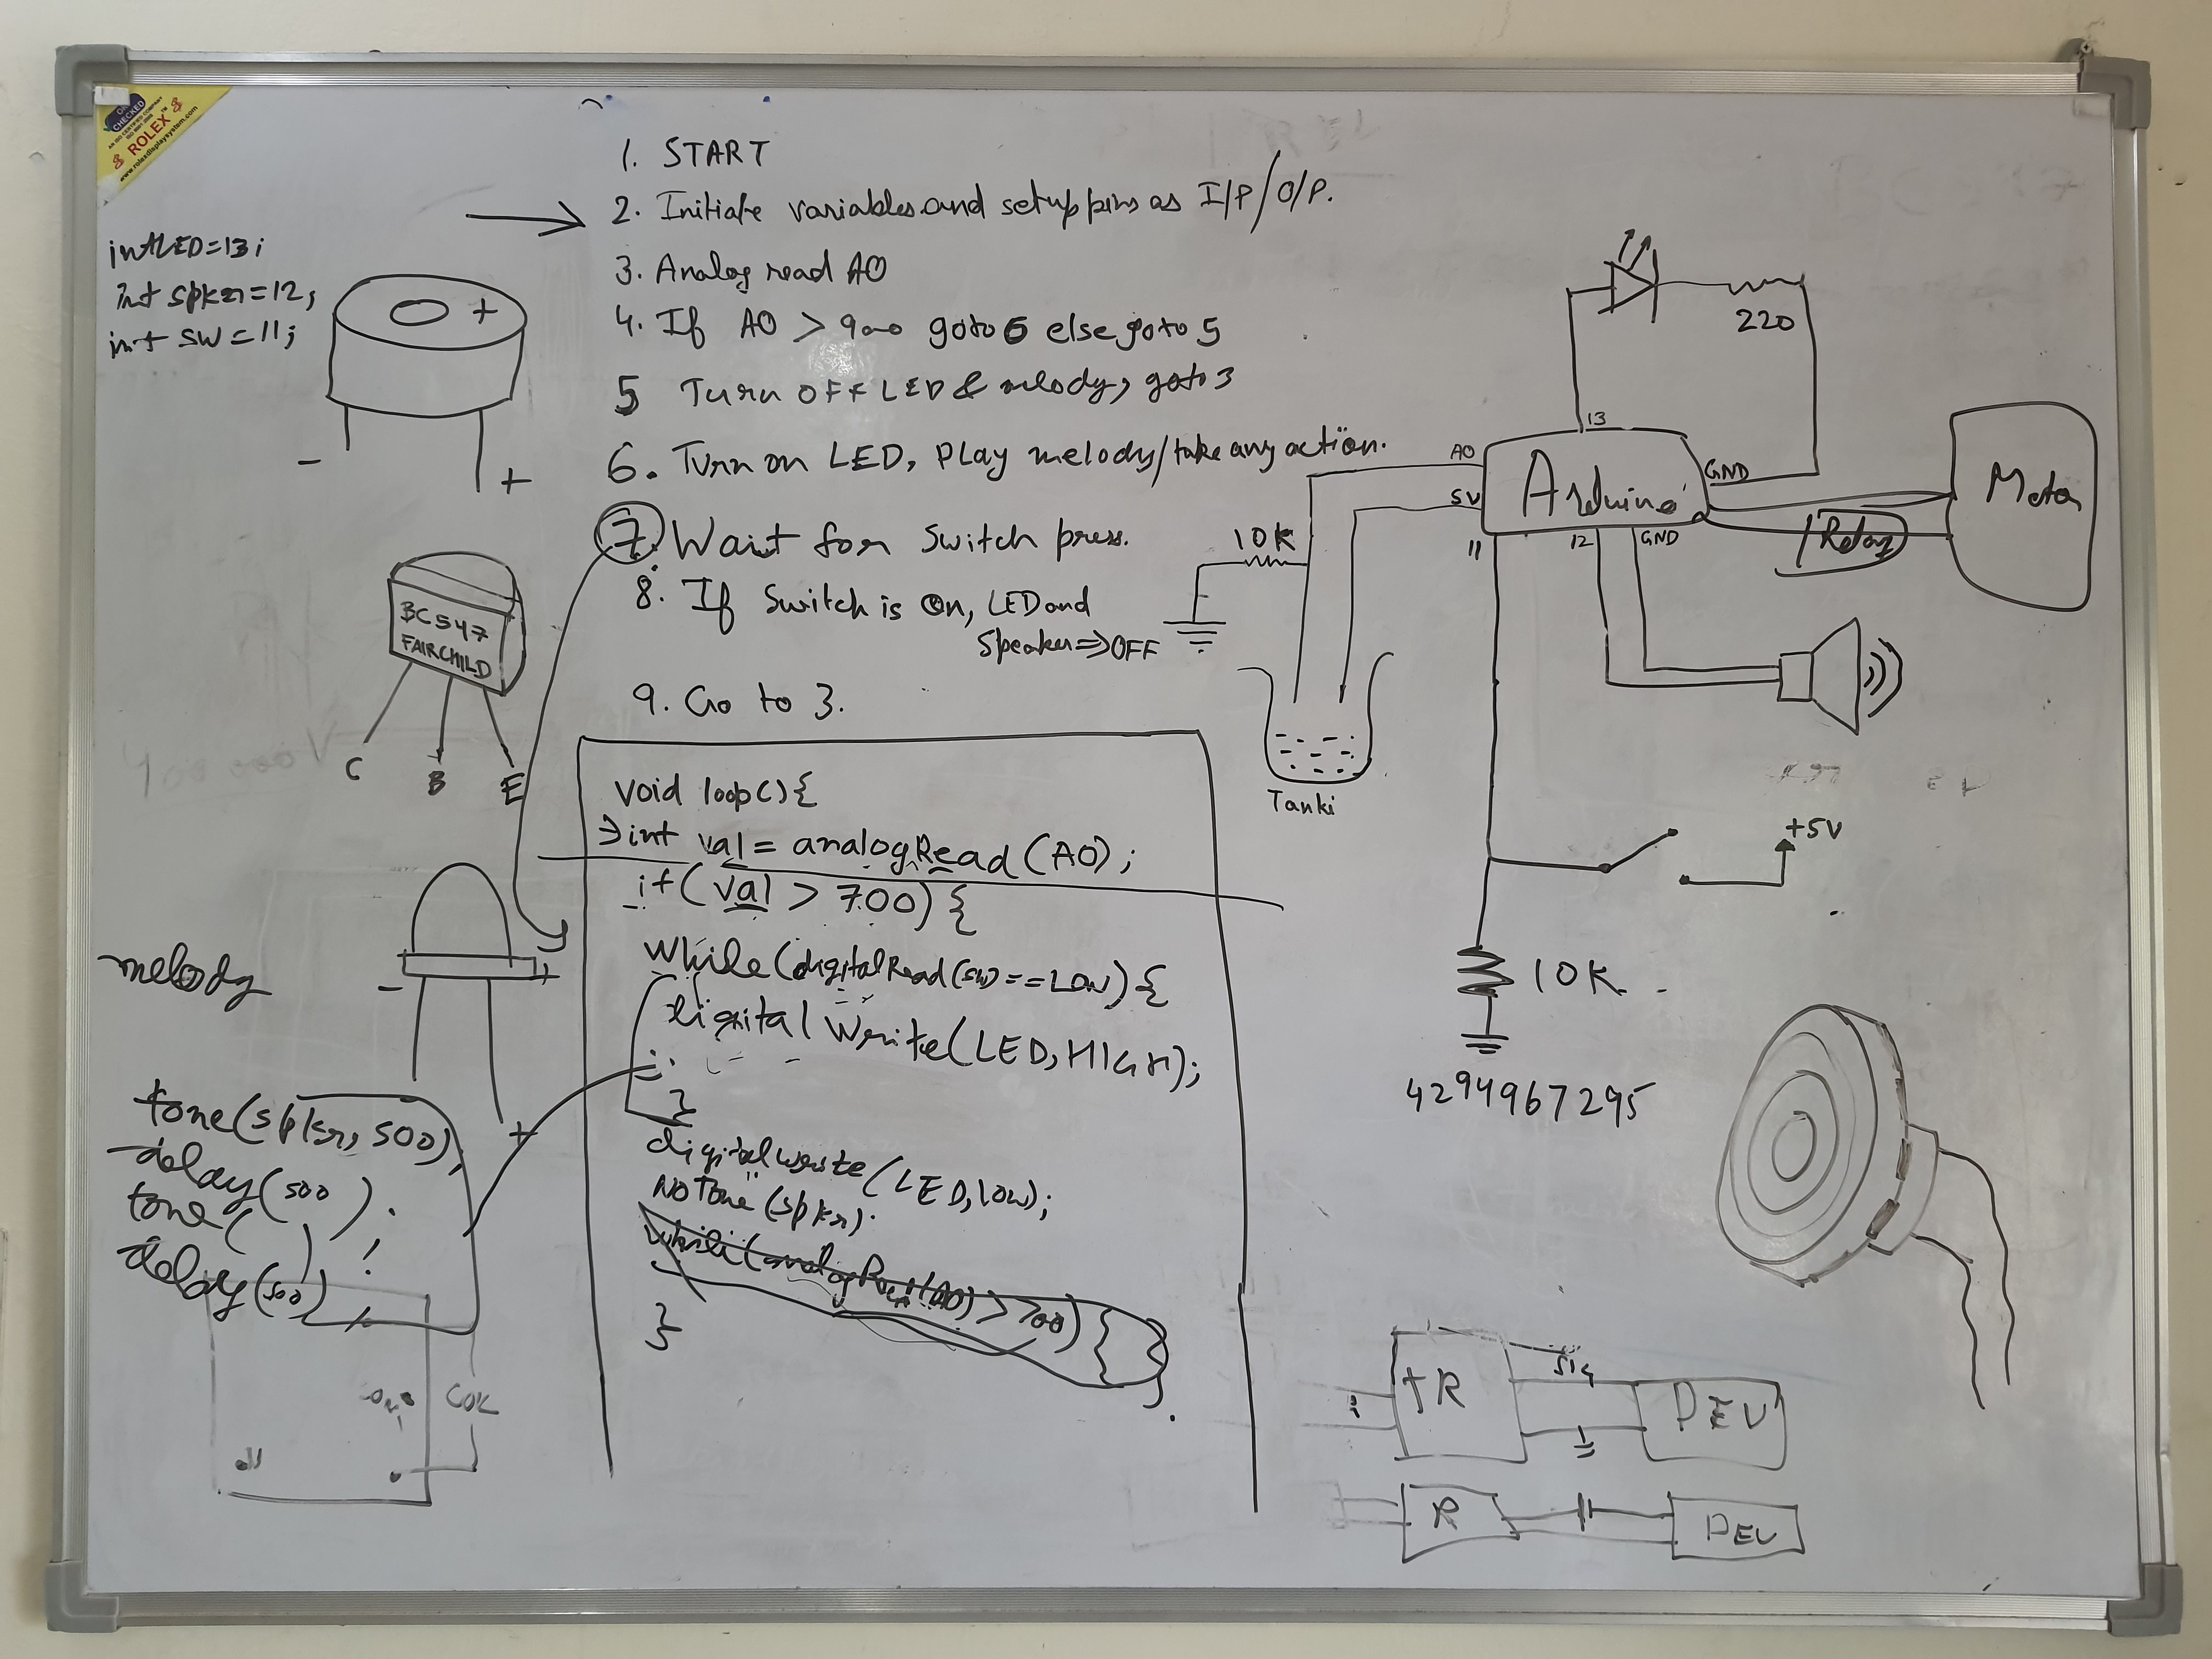 ROLEX
www.rolexdisplaysystem.com
1. START
2. Initiate variables and setup pins as I/P / O/P.
3. Analog read A0
4. If A0 > 900 goto 6 else goto 5
5 Turn OFF LED & melody, goto 3
6. Turn on LED, Play melody/take any action.
7. Wait for switch press.
8. If Switch is On, LED and
Speaker => OFF
9. Go to 3.
int LED=13;
int spkr=12;
int sw=11;
+
-
+
BC547
FAIRCHILD
C B E
- +
+
melody
tone(spkr, 500),
delay(500);
tone( );
delay(500);
COK
void loop(){
int val = analogRead(A0);
if(val > 700){
while(digitalRead(sw)==LOW){
digitalWrite(LED,HIGH);
}
digitalwrite(LED,low);
NoTone(spkr);
while(analogRead(A0) > 700){ }
}
220
13
A0
5V
GND
Arduino
Motor
Relay
11
12
GND
10K
Tanki
+5V
10K
4294967295
TR
SIG
DEV
R
DEV